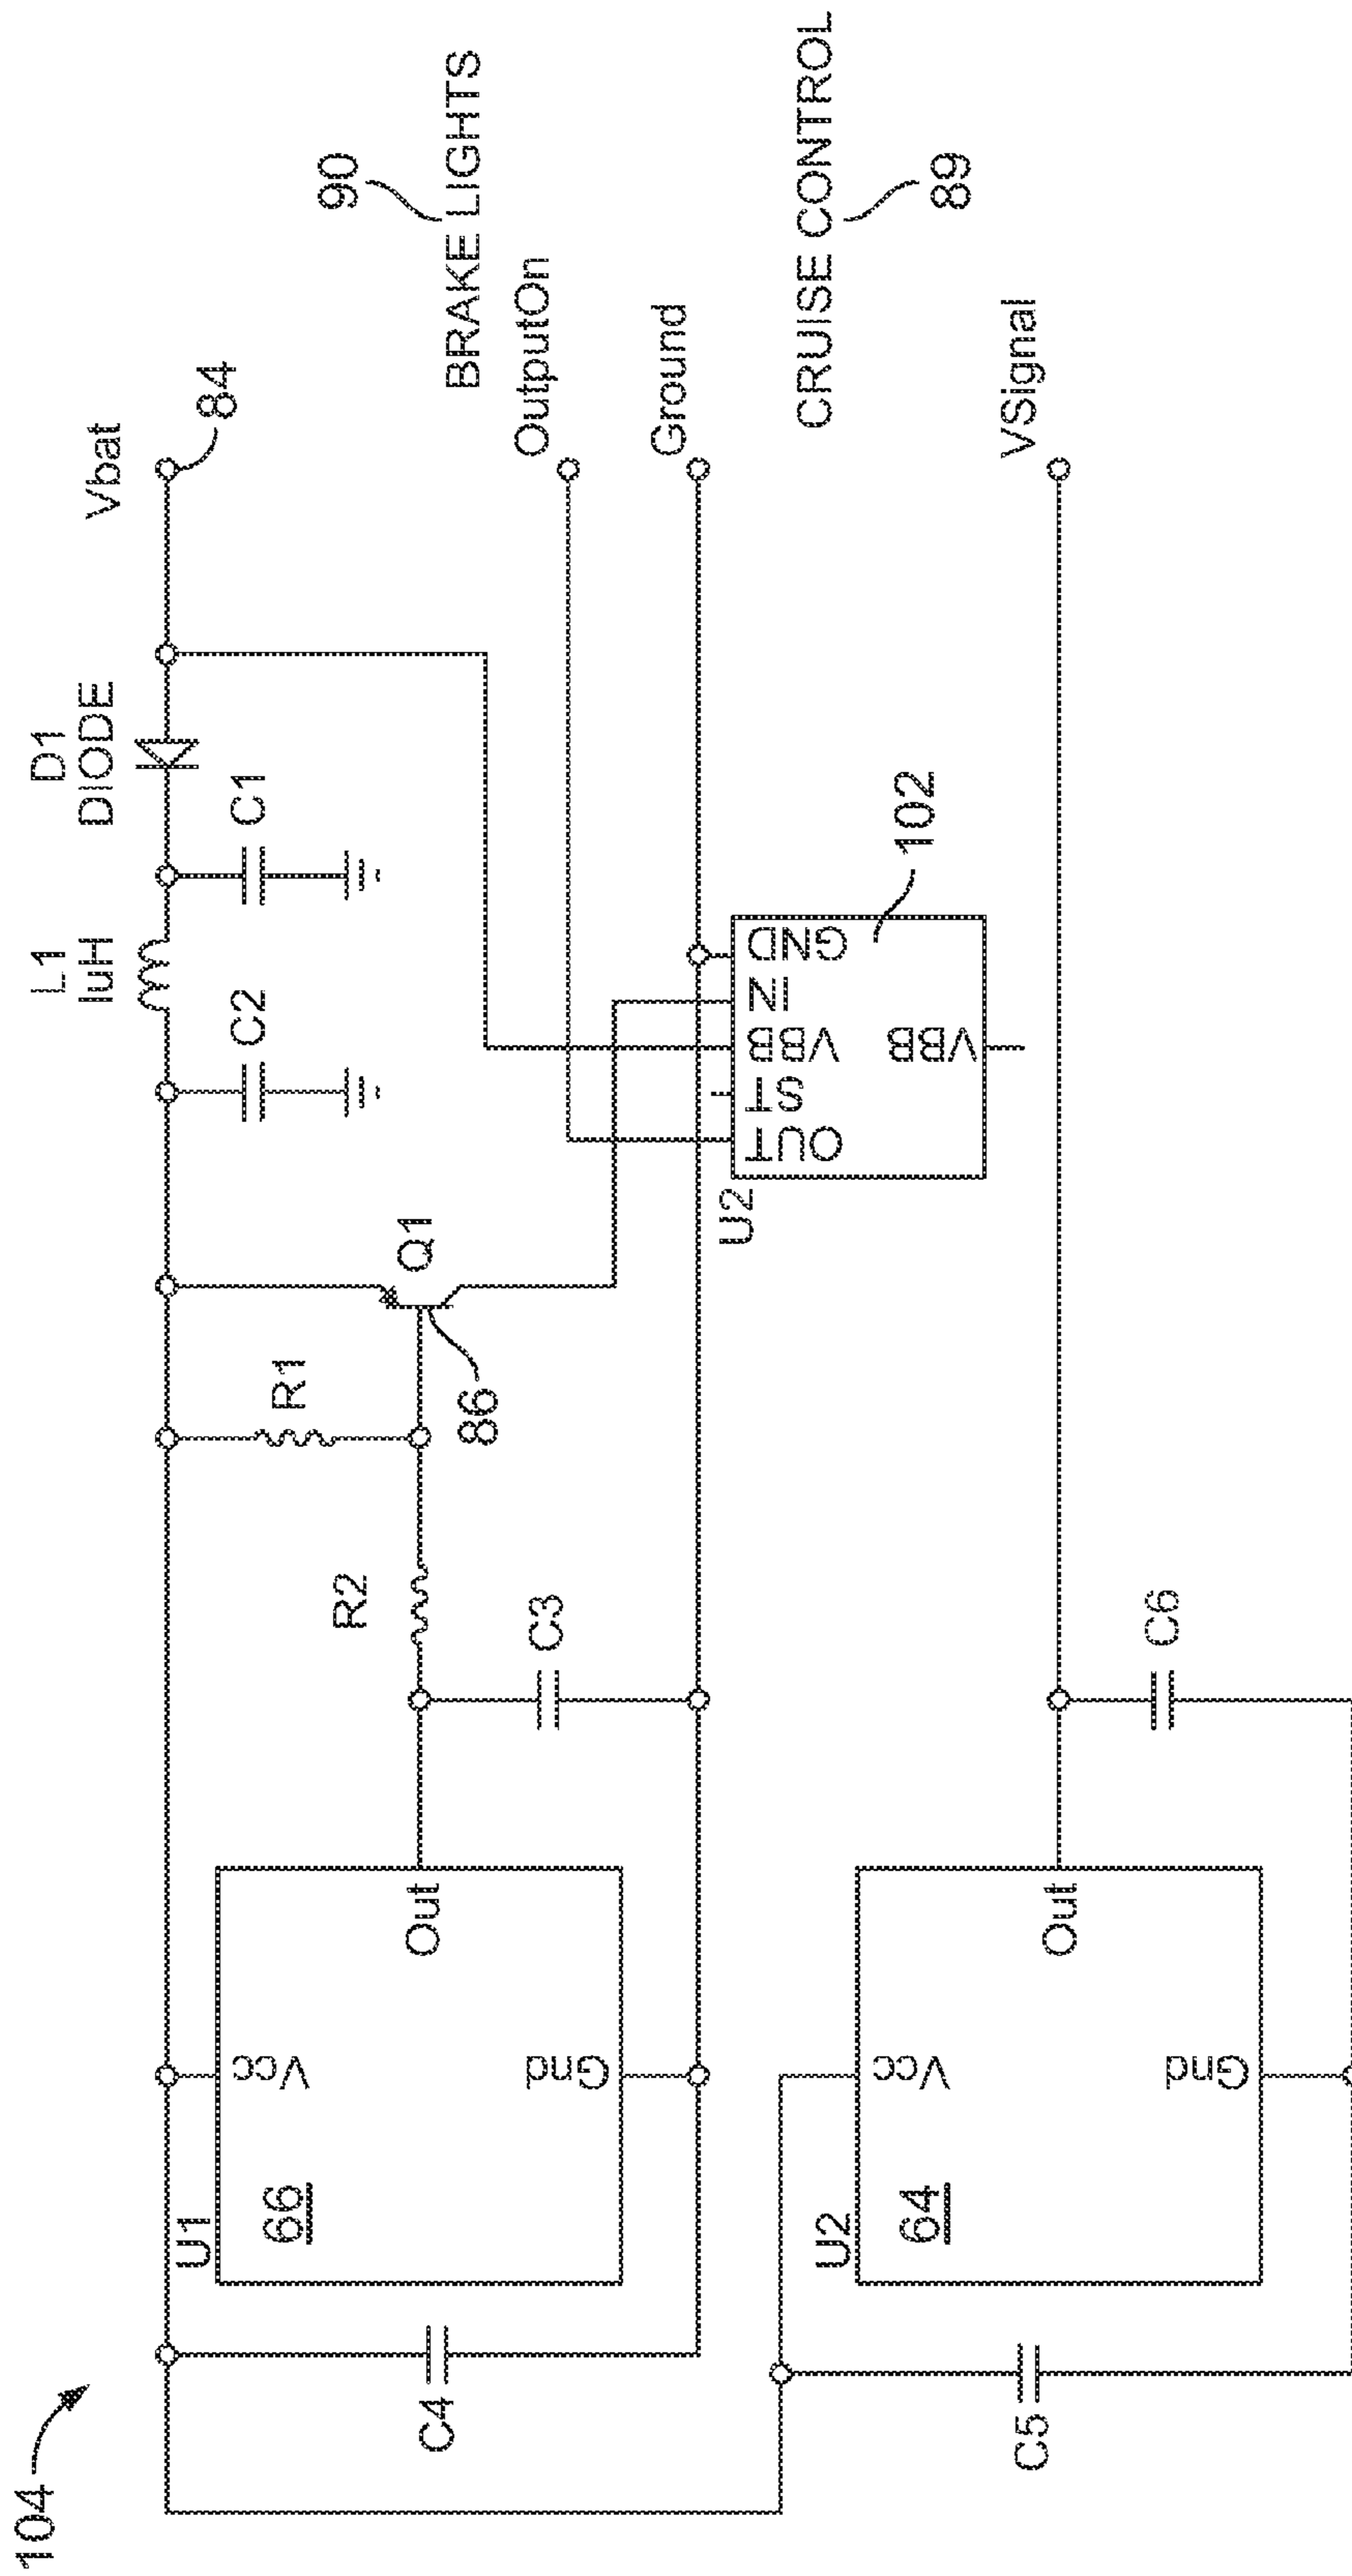 104
L1
IuH
D1
DIODE
Vbat
84
C2
C1
90
BRAKE LIGHTS
OutputOn
Ground
CRUISE CONTROL
89
VSignal
R1
Q1
86
R2
C3
U1
66
Vcc
Out
Gnd
C4
U2
OUT
ST
VBB
IN
GND
VBB
102
U2
64
Vcc
Out
Gnd
C5
C6